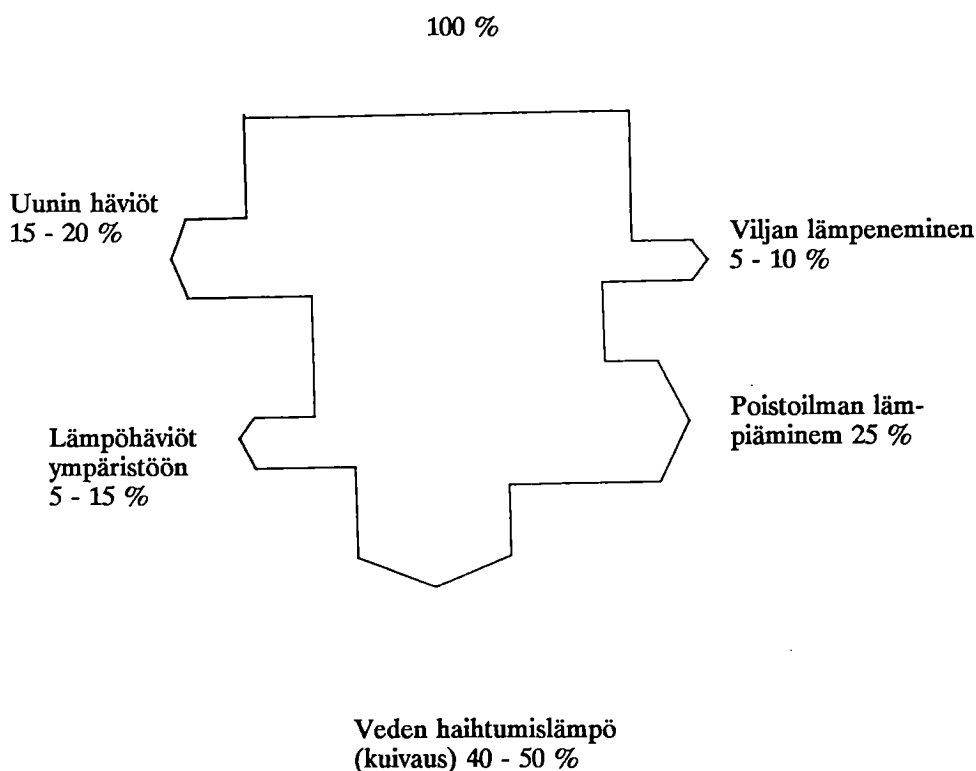 100 %
Uunin häviöt
15 - 20 %
Viljan lämpeneminen
5 - 10 %
Poistoilman läm-
piäminem 25 %
Lämpöhäviöt
ympäristöön
5 - 15 %
Veden haihtumislämpö
(kuivaus) 40 - 50 %